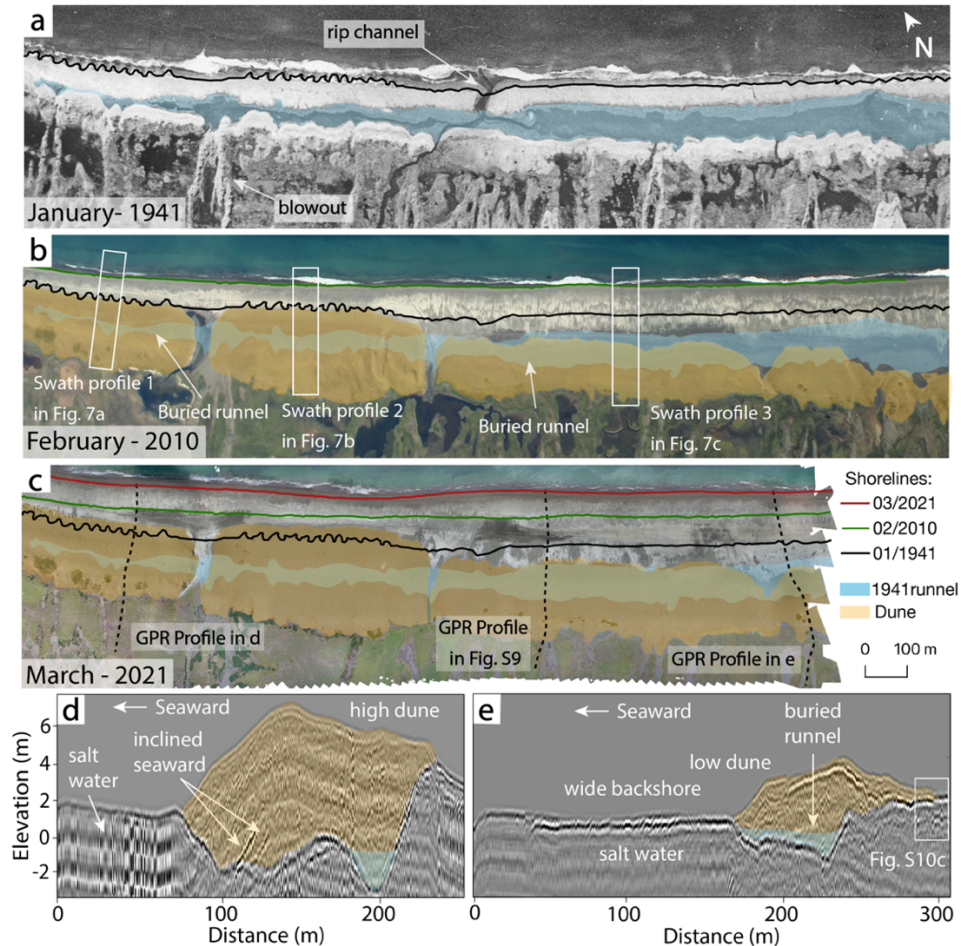 a
rip channel
N
blowout
January- 1941
b
Swath profile 1
in Fig. 7a
Buried runnel
Swath profile 2
in Fig. 7b
Buried runnel
Swath profile 3
in Fig. 7c
February - 2010
c
Shorelines:
03/2021
02/2010
01/1941
1941runnel
Dune
0 100 m
GPR Profile in d
GPR Profile
in Fig. S9
GPR Profile in e
March - 2021
d
Seaward
high dune
inclined
seaward
salt
water
Elevation (m)
6
4
2
0
-2
0 100 200
Distance (m)
e
Seaward
buried
runnel
low dune
wide backshore
salt water
Fig. S10c
0 100 200 300
Distance (m)